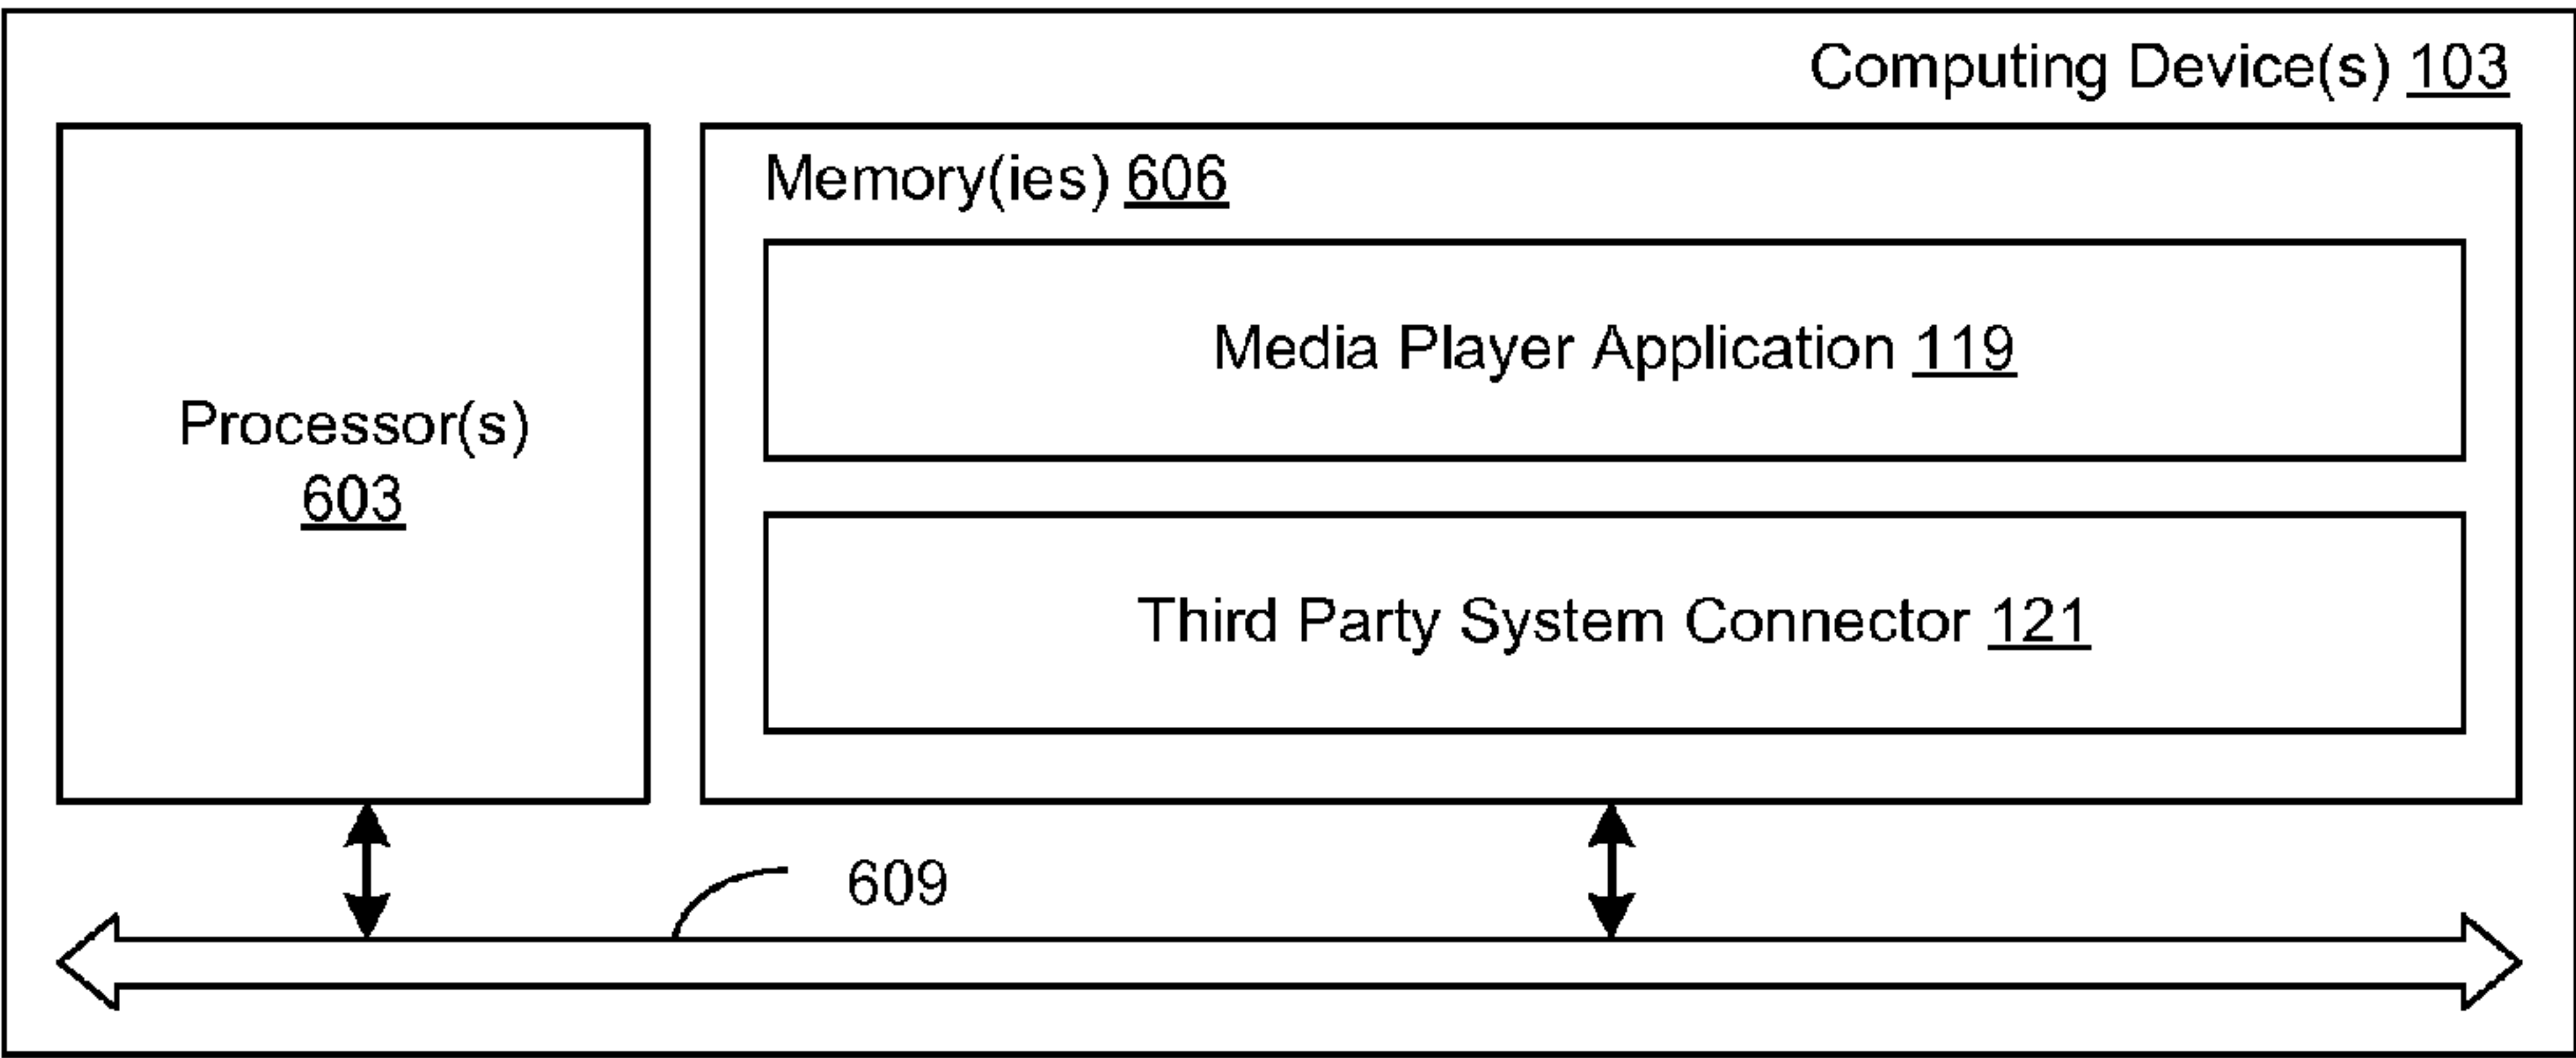 Computing Device(s) 103
Memory(ies) 606
Media Player Application 119
Processor(s)
603
Third Party System Connector 121
609